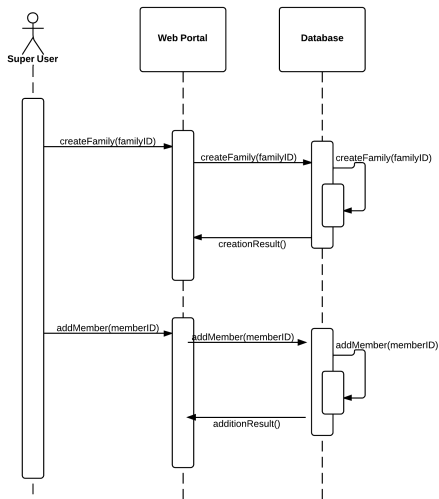 Super User
Web Portal
Database
createFamily(familyID)
createFamily(familyID)
createFamily(familyID)
creationResult()
addMember(memberID)
addMember(memberID)
addMember(memberID)
additionResult()